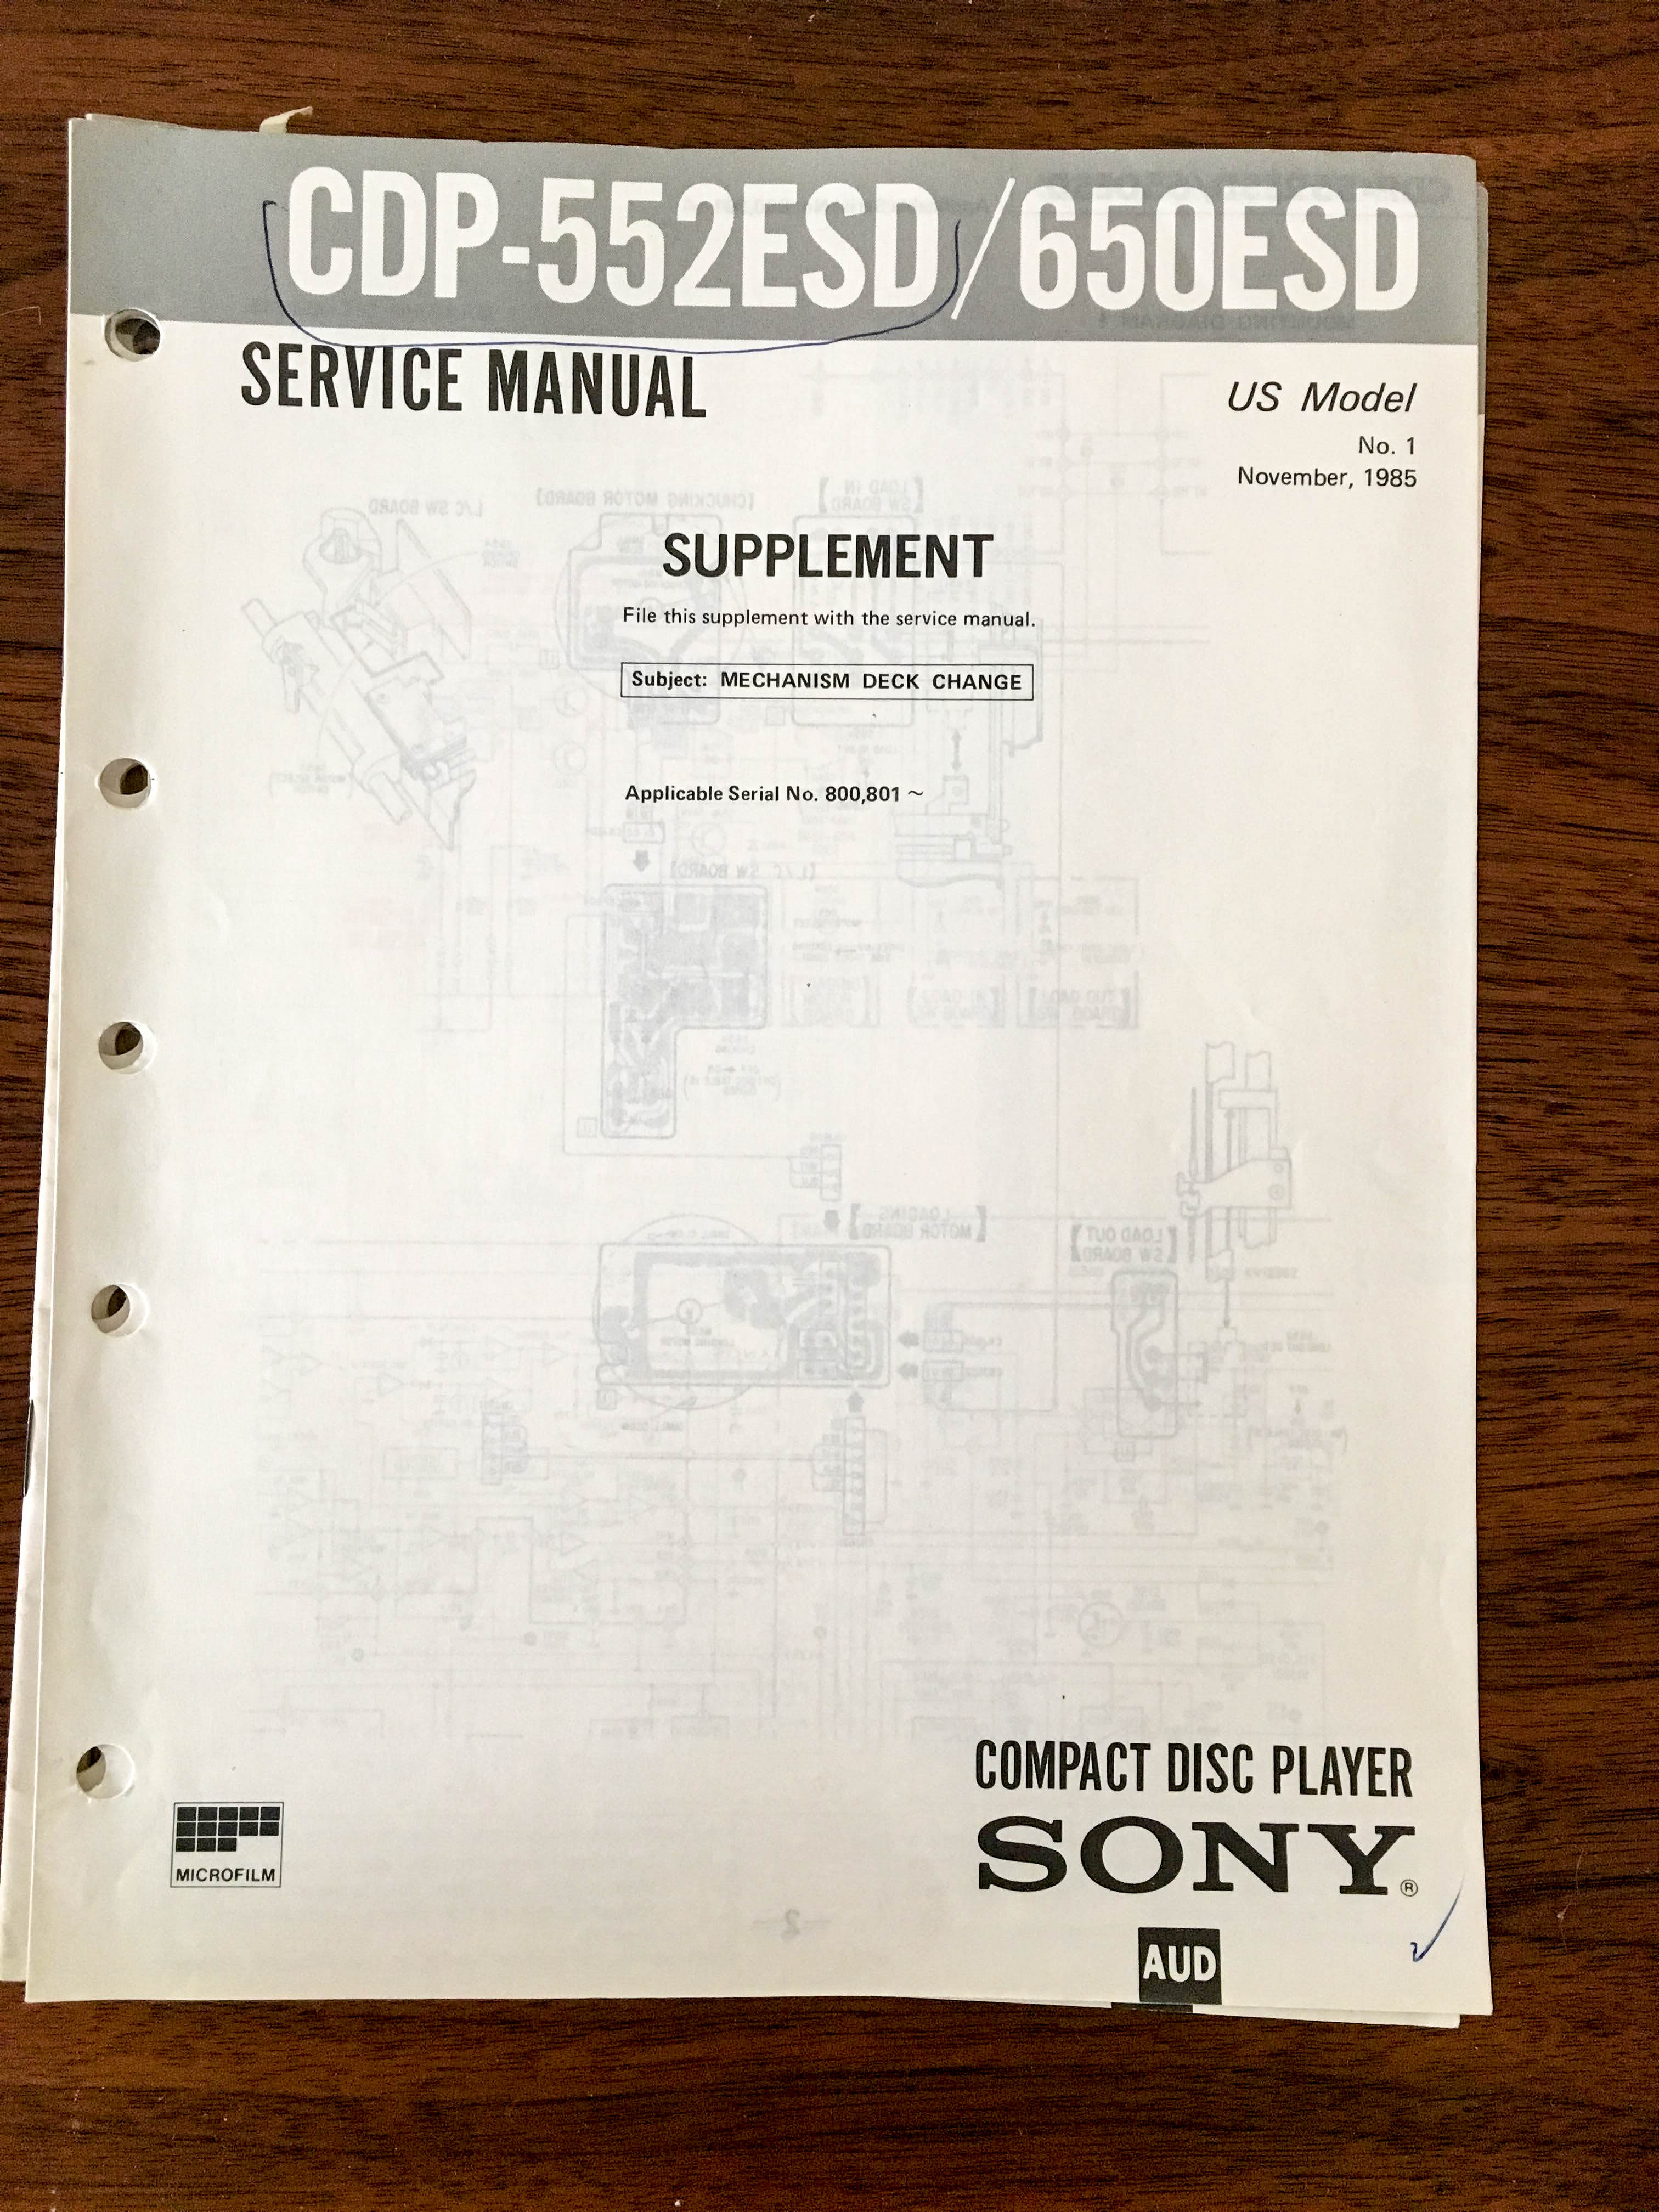 CDP-552ESD/650ESD
SERVICE MANUAL
US Model
No. 1
November, 1985
SUPPLEMENT
File this supplement with the service manual.
Subject: MECHANISM DECK CHANGE
Applicable Serial No. 800,801 ~
COMPACT DISC PLAYER
SONY®
MICROFILM
AUD